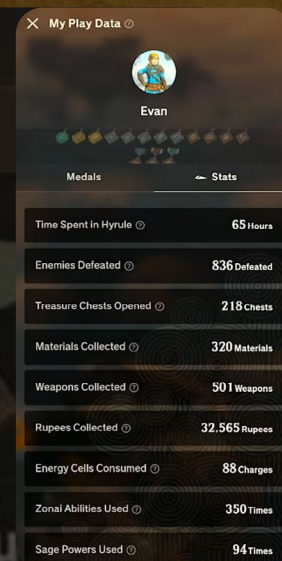 My Play Data
Evan
Medals
Stats
Time Spent in Hyrule 65 Hours
Enemies Defeated 836 Defeated
Treasure Chests Opened 218 Chests
Materials Collected 320 Materials
Weapons Collected 501 Weapons
Rupees Collected 32.565 Rupees
Energy Cells Consumed 88 Charges
Zonai Abilities Used 350 Times
Sage Powers Used 94 Times